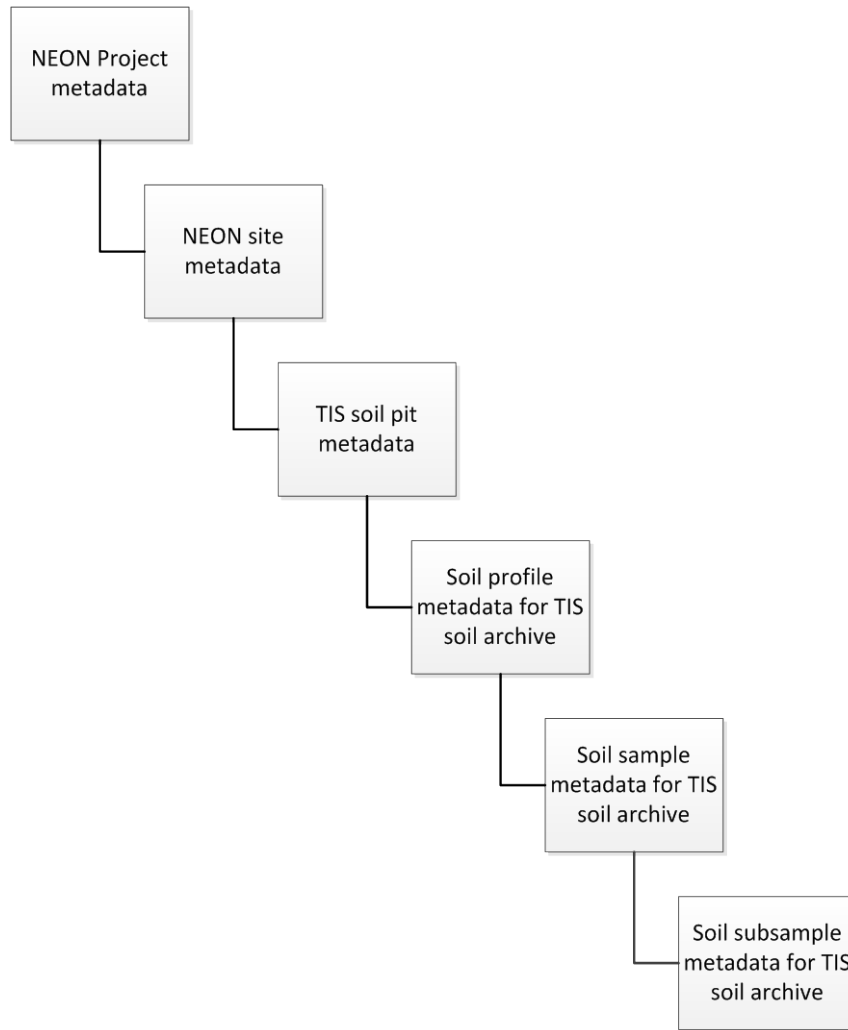 NEON Project
metadata
NEON site
metadata
TIS soil pit
metadata
Soil profile
metadata for TIS
soil archive
Soil sample
metadata for TIS
soil archive
Soil subsample
metadata for TIS
soil archive